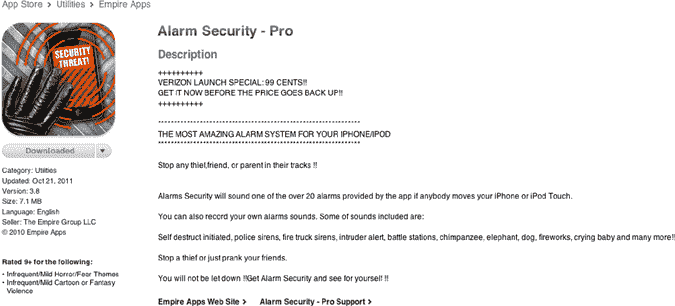 App Store > Utilities > Empire Apps
SECURITY
THREAT!
Downloaded
Category: Utilities
Updated: Oct 21, 2011
Version: 3.8
Size: 7.1 MB
Language: English
Seller: The Empire Group LLC
© 2010 Empire Apps
Rated 9+ for the following:
• Infrequent/Mild Horror/Fear Themes
• Infrequent/Mild Cartoon or Fantasy
Violence
Alarm Security - Pro
Description
++++++++++
VERIZON LAUNCH SPECIAL: 99 CENTS!!
GET IT NOW BEFORE THE PRICE GOES BACK UP!!
++++++++++
THE MOST AMAZING ALARM SYSTEM FOR YOUR IPHONE/IPOD
Stop any thief,friend, or parent in their tracks !!
Alarms Security will sound one of the over 20 alarms provided by the app if anybody moves your iPhone or iPod Touch.
You can also record your own alarms sounds. Some of sounds included are:
Self destruct initiated, police sirens, fire truck sirens, intruder alert, battle stations, chimpanzee, elephant, dog, fireworks, crying baby and many more!!
Stop a thief or just prank your friends.
You will not be let down !!Get Alarm Security and see for yourself !!
Empire Apps Web Site > Alarm Security - Pro Support >